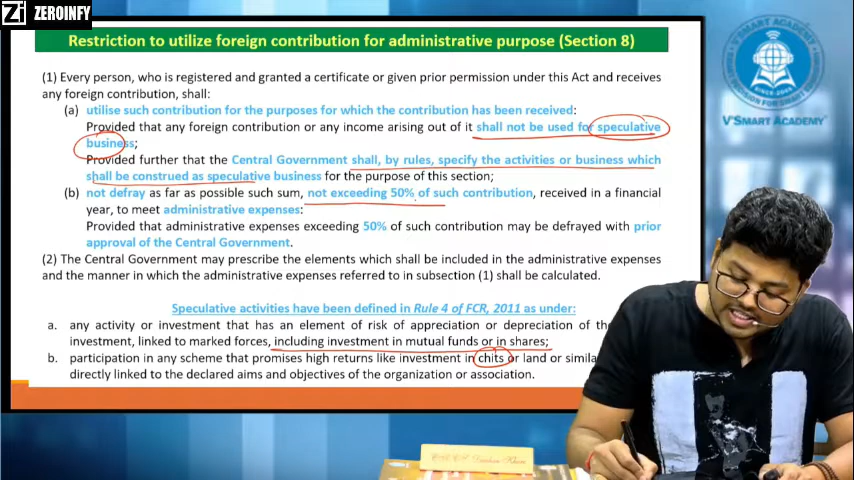 Zi ZEROINFY
Restriction to utilize foreign contribution for administrative purpose (Section 8)
V'SMART ACADEMY
SINCE-2004
V'SMART ACADEMY
(1) Every person, who is registered and granted a certificate or given prior permission under this Act and receives
any foreign contribution, shall:
(a) utilise such contribution for the purposes for which the contribution has been received:
Provided that any foreign contribution or any income arising out of it shall not be used for speculative
business;
Provided further that the Central Government shall, by rules, specify the activities or business which
shall be construed as speculative business for the purpose of this section;
(b) not defray as far as possible such sum, not exceeding 50% of such contribution, received in a financial
year, to meet administrative expenses:
Provided that administrative expenses exceeding 50% of such contribution may be defrayed with prior
approval of the Central Government.
(2) The Central Government may prescribe the elements which shall be included in the administrative expenses
and the manner in which the administrative expenses referred to in subsection (1) shall be calculated.
Speculative activities have been defined in Rule 4 of FCR, 2011 as under:
a. any activity or investment that has an element of risk of appreciation or depreciation of the
investment, linked to marked forces, including investment in mutual funds or in shares;
b. participation in any scheme that promises high returns like investment in chits or land or simila
directly linked to the declared aims and objectives of the organization or association.